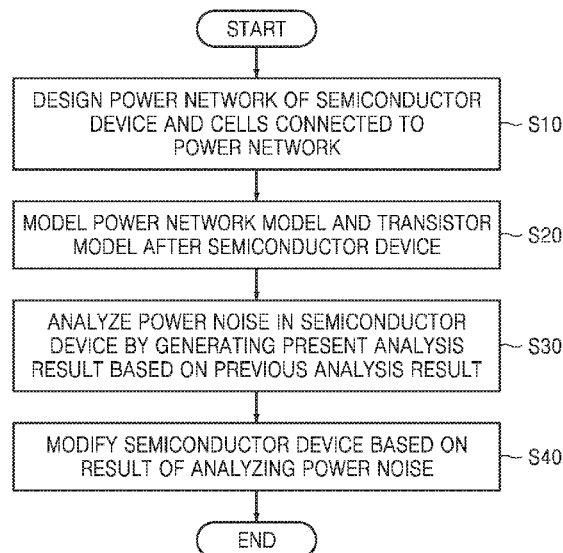 START
DESIGN POWER NETWORK OF SEMICONDUCTOR
DEVICE AND CELLS CONNECTED TO
POWER NETWORK
S10
MODEL POWER NETWORK MODEL AND TRANSISTOR
MODEL AFTER SEMICONDUCTOR DEVICE
S20
ANALYZE POWER NOISE IN SEMICONDUCTOR
DEVICE BY GENERATING PRESENT ANALYSIS
RESULT BASED ON PREVIOUS ANALYSIS RESULT
S30
MODIFY SEMICONDUCTOR DEVICE BASED ON
RESULT OF ANALYZING POWER NOISE
S40
END